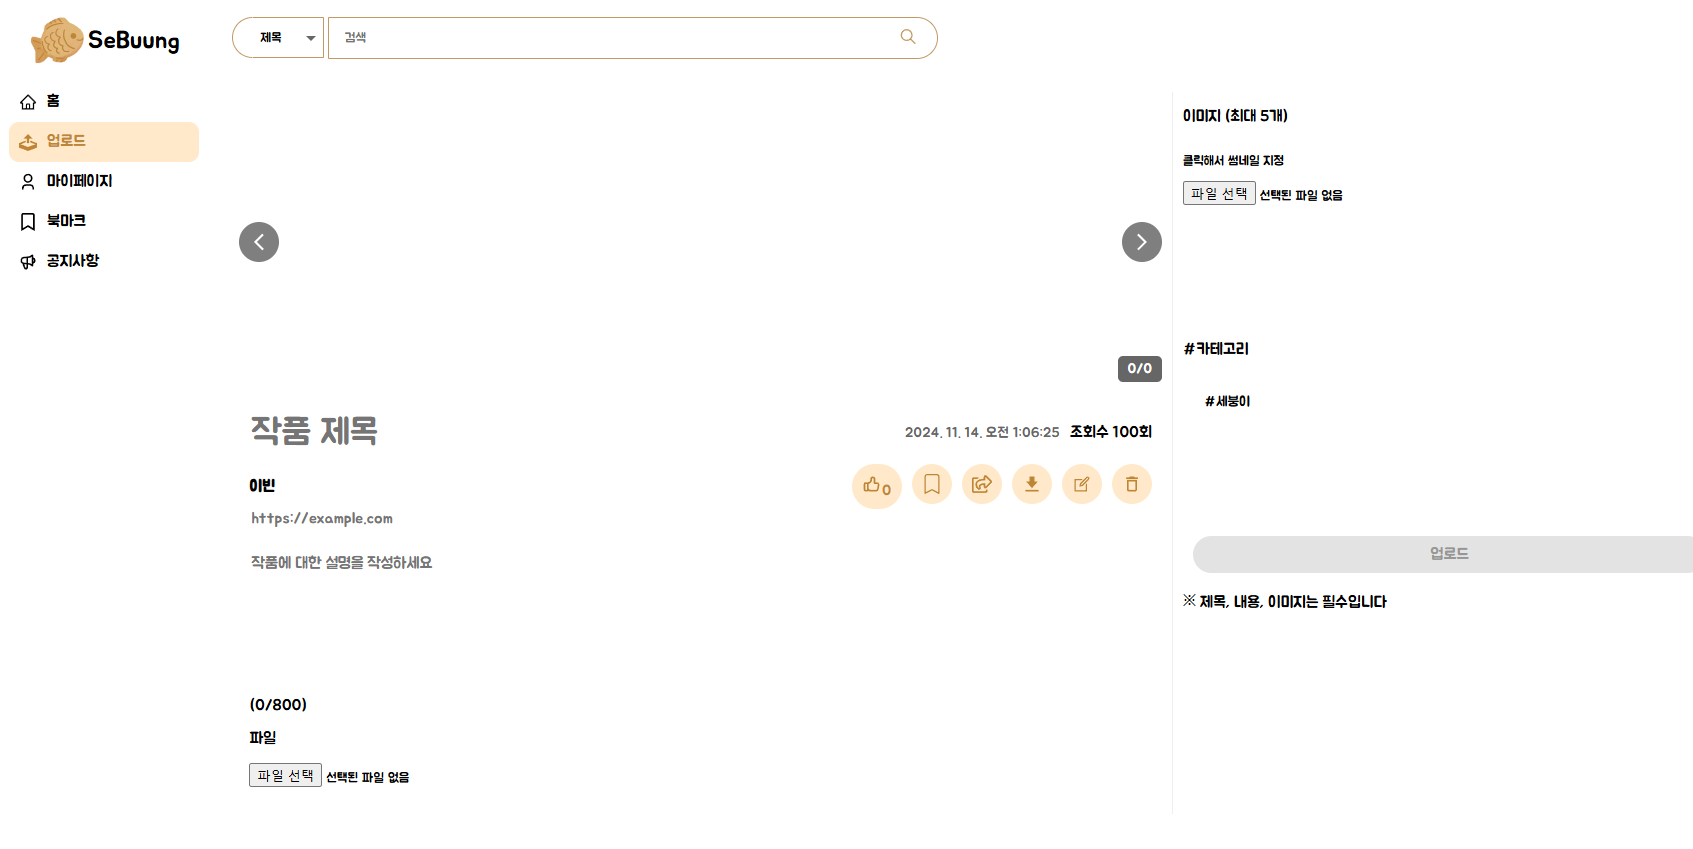 SeBuung
제목
검색
홈
업로드
마이페이지
북마크
공지사항
0/0
작품 제목
2024. 11. 14. 오전 1:06:25 조회수 100회
이빈
0
https://example.com
작품에 대한 설명을 작성하세요
(0/800)
파일
파일 선택 선택된 파일 없음
이미지 (최대 5개)
클릭해서 썸네일 지정
파일 선택 선택된 파일 없음
#카테고리
#세붕이
업로드
※ 제목, 내용, 이미지는 필수입니다